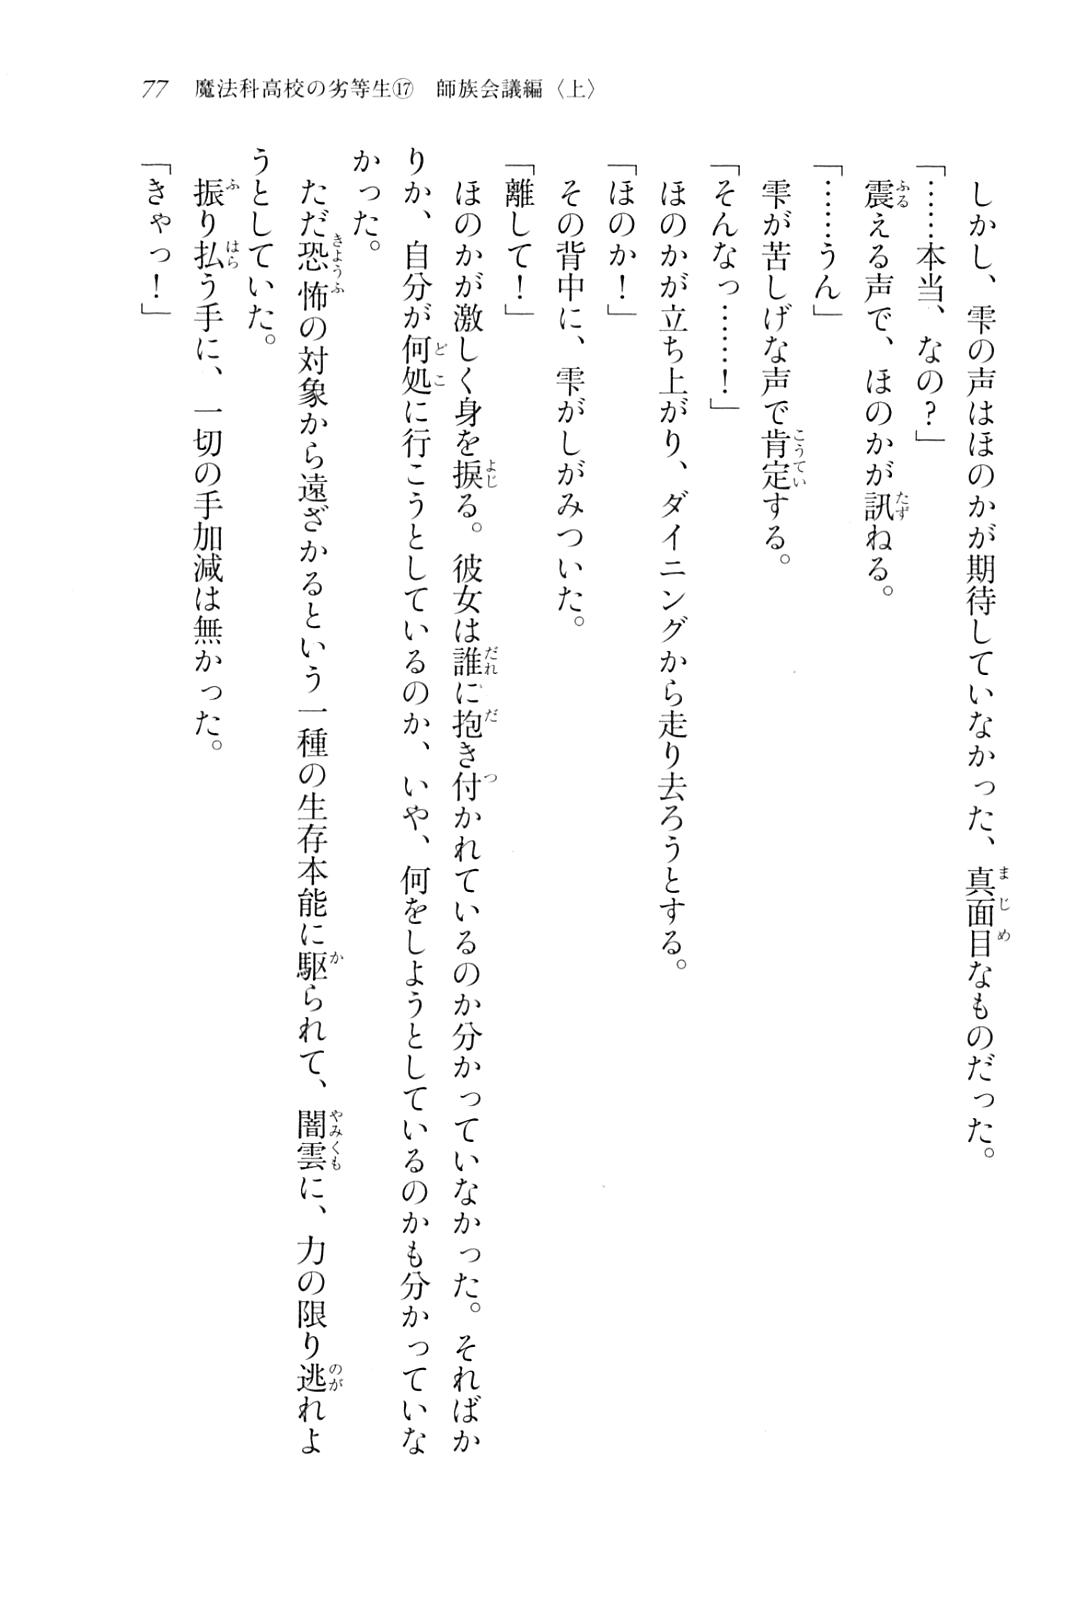 77　魔法科高校の劣等生⑰　師族会議編〈上〉
　しかし、雫の声はほのかが期待していなかった、真面目なものだった。
「……本当、なの？」
　震える声で、ほのかが訊ねる。
「……うん」
　雫が苦しげな声で肯定する。
「そんなっ……！」
　ほのかが立ち上がり、ダイニングから走り去ろうとする。
「ほのか！」
　その背中に、雫がしがみついた。
「離して！」
　ほのかが激しく身を捩る。彼女は誰に抱き付かれているのか分かっていなかった。そればか
りか、自分が何処に行こうとしているのか、いや、何をしようとしているのかも分かっていな
かった。
　ただ恐怖の対象から遠ざかるという一種の生存本能に駆られて、闇雲に、力の限り逃れよ
うとしていた。
　振り払う手に、一切の手加減は無かった。
「きゃっ！」